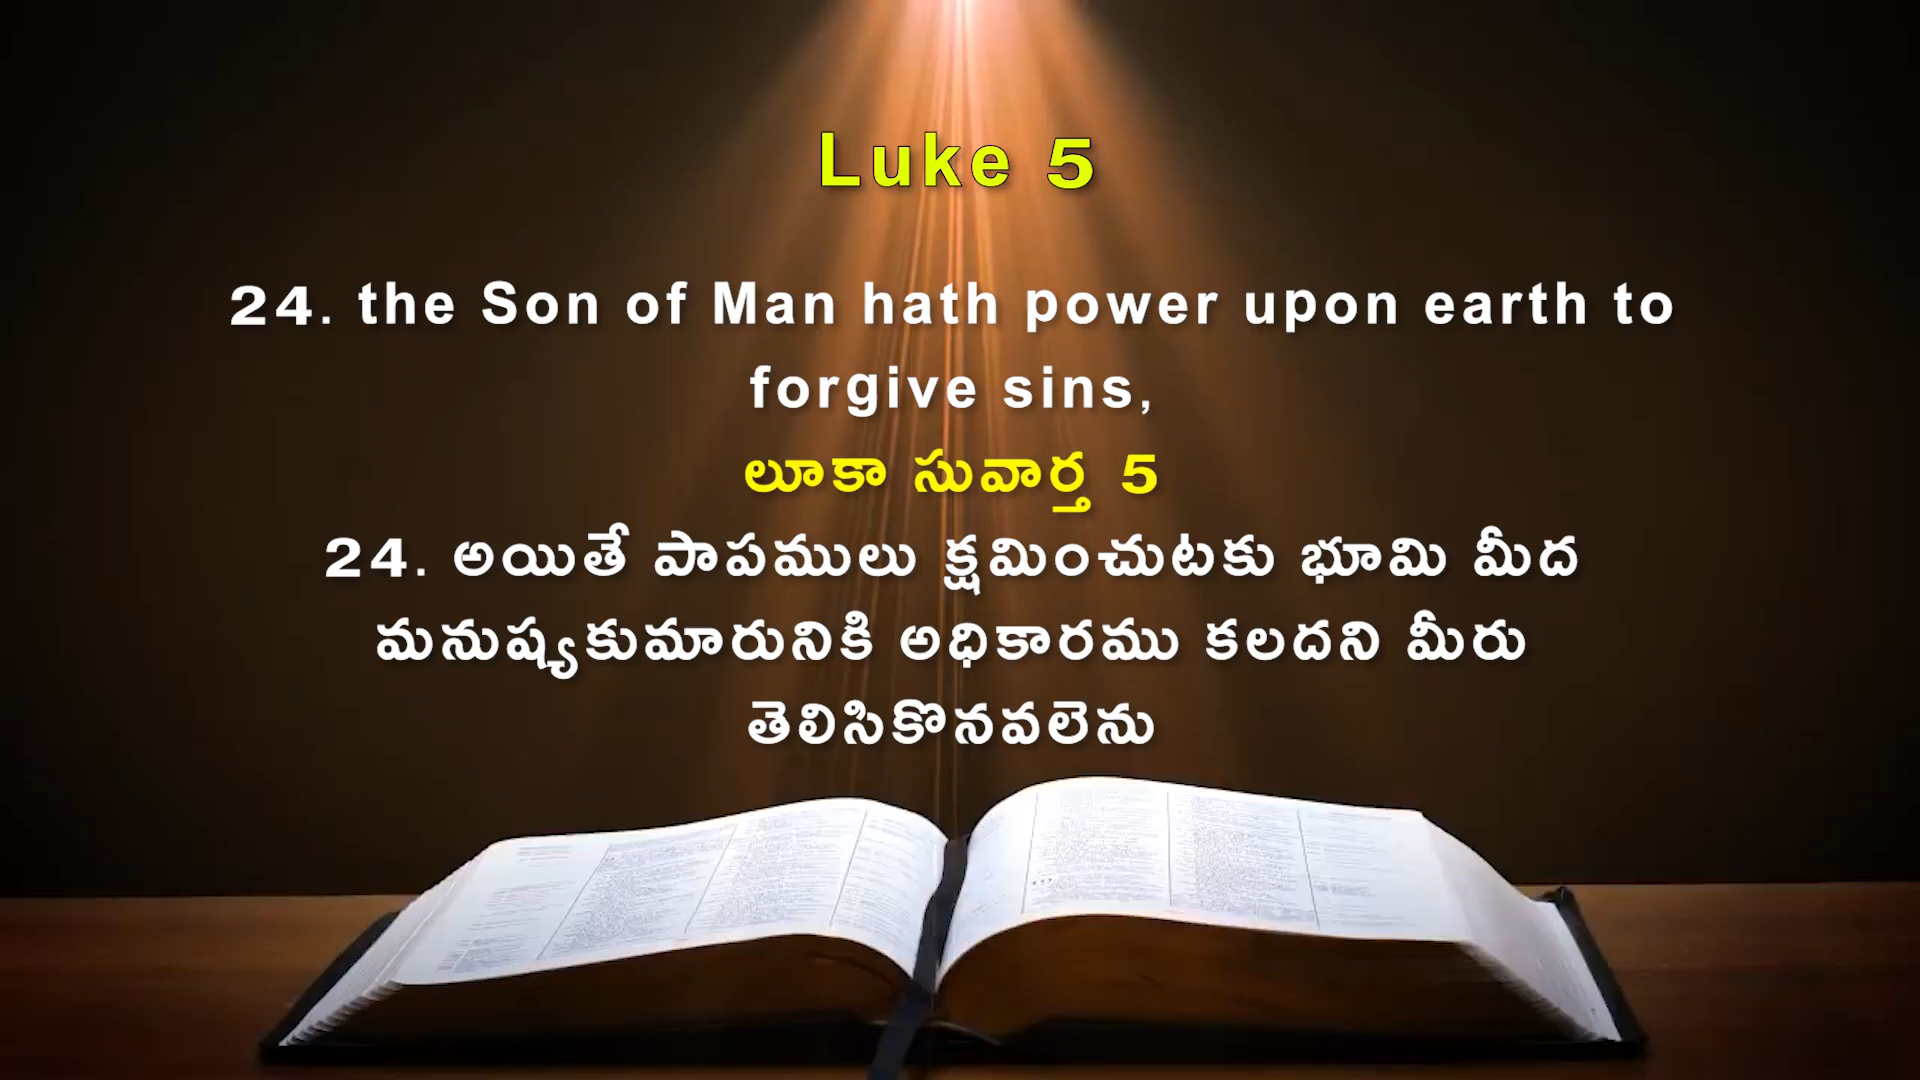 Luke 5
24. the Son of Man hath power upon earth to
forgive sins,
లూకా సువార్త 5
24. అయితే పాపములు క్షమించుటకు భూమి మీద
మనుష్యకుమారునికి అధికారము కలదని మీరు
తెలిసికొనవలెను